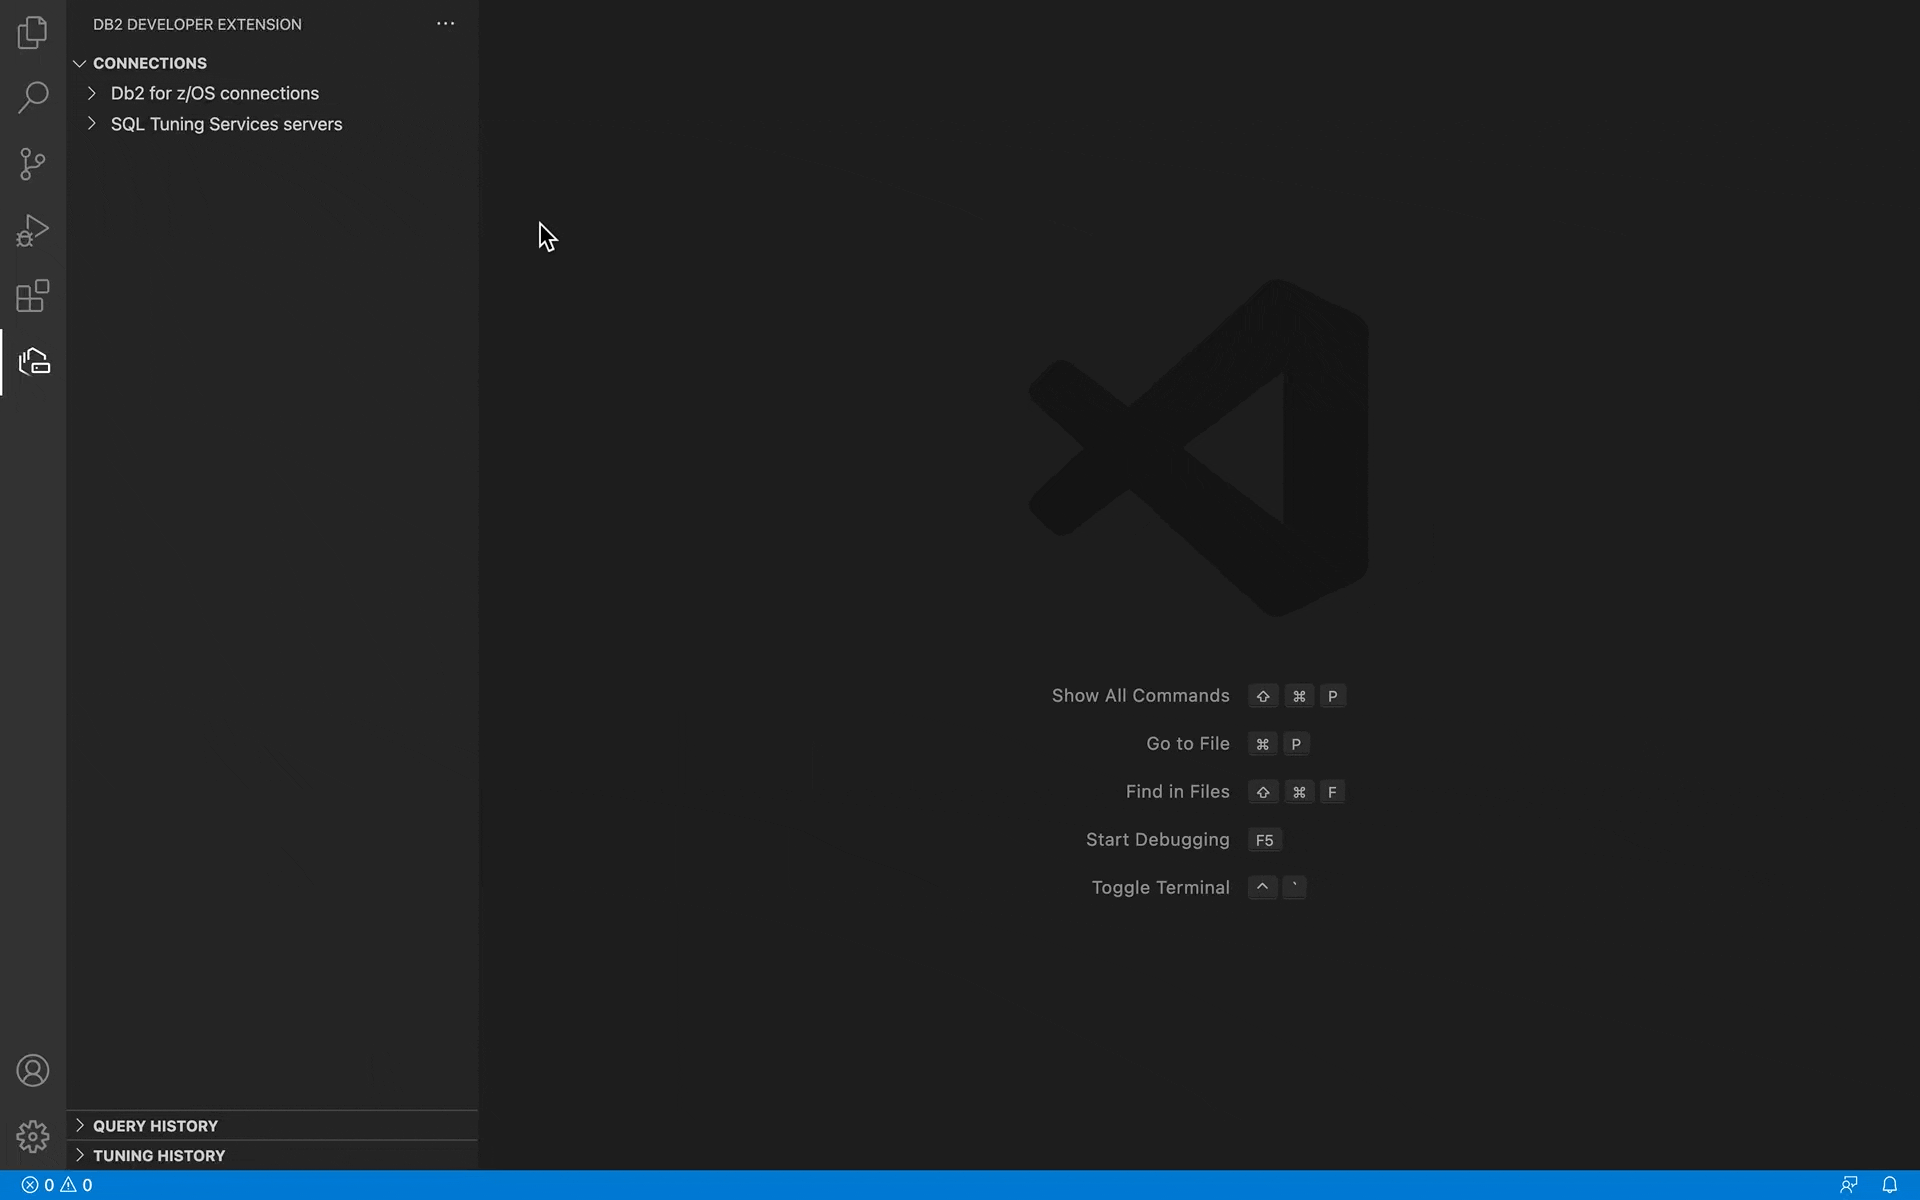 DB2 DEVELOPER EXTENSION ...
CONNECTIONS
Db2 for z/OS connections
SQL Tuning Services servers
Show All Commands ⇧ ⌘ P
Go to File ⌘ P
Find in Files ⇧ ⌘ F
Start Debugging F5
Toggle Terminal ^ `
QUERY HISTORY
TUNING HISTORY
0 0